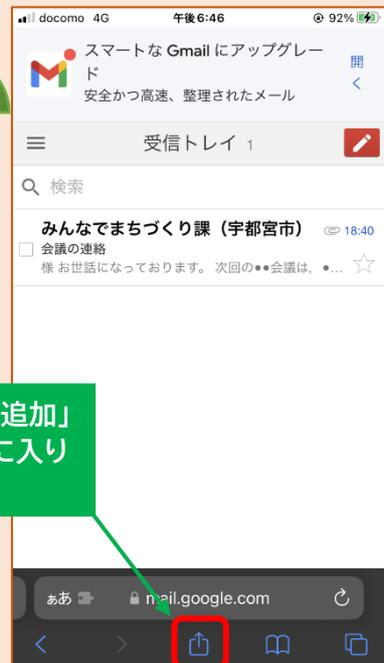 docomo 4G 午後6:46 92%
スマートな Gmail にアップグレー
ド
安全かつ高速、整理されたメール
開
く
受信トレイ 1
検索
みんなでまちづくり課（宇都宮市） 18:40
会議の連絡
様 お世話になっております。 次回の●●会議は，●...
追加」
に入り
ぁあ mail.google.com